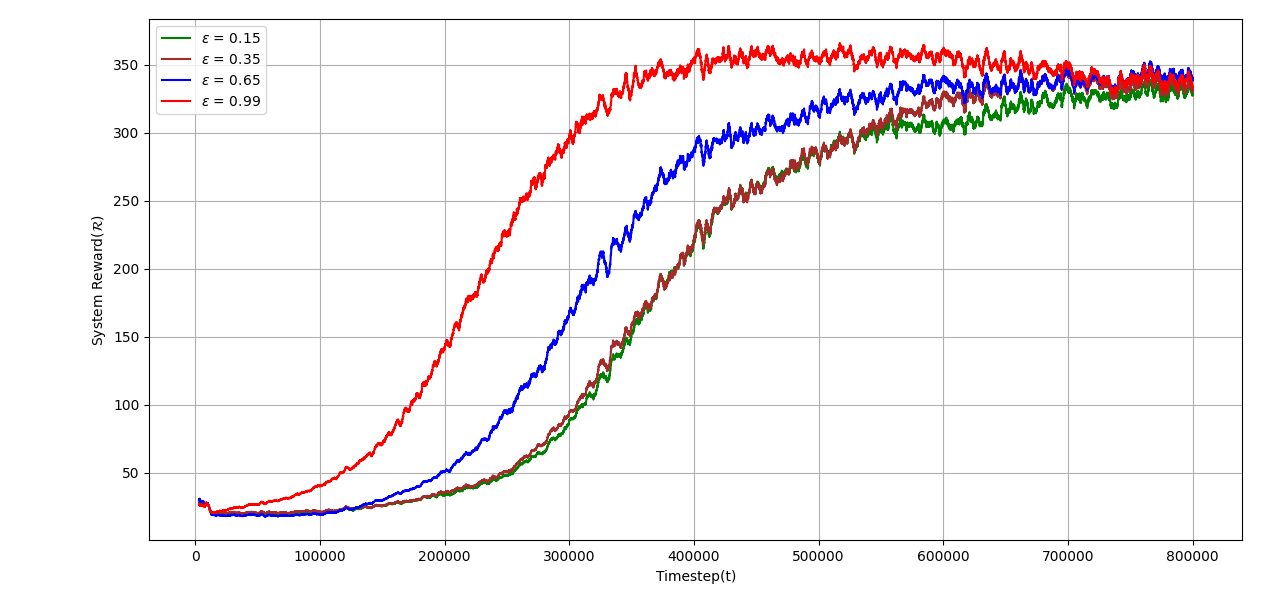 ε = 0.15
ε = 0.35
ε = 0.65
ε = 0.99
System Reward(ℛ)
350
300
250
200
150
100
50
0 100000 200000 300000 400000 500000 600000 700000 800000
Timestep(t)